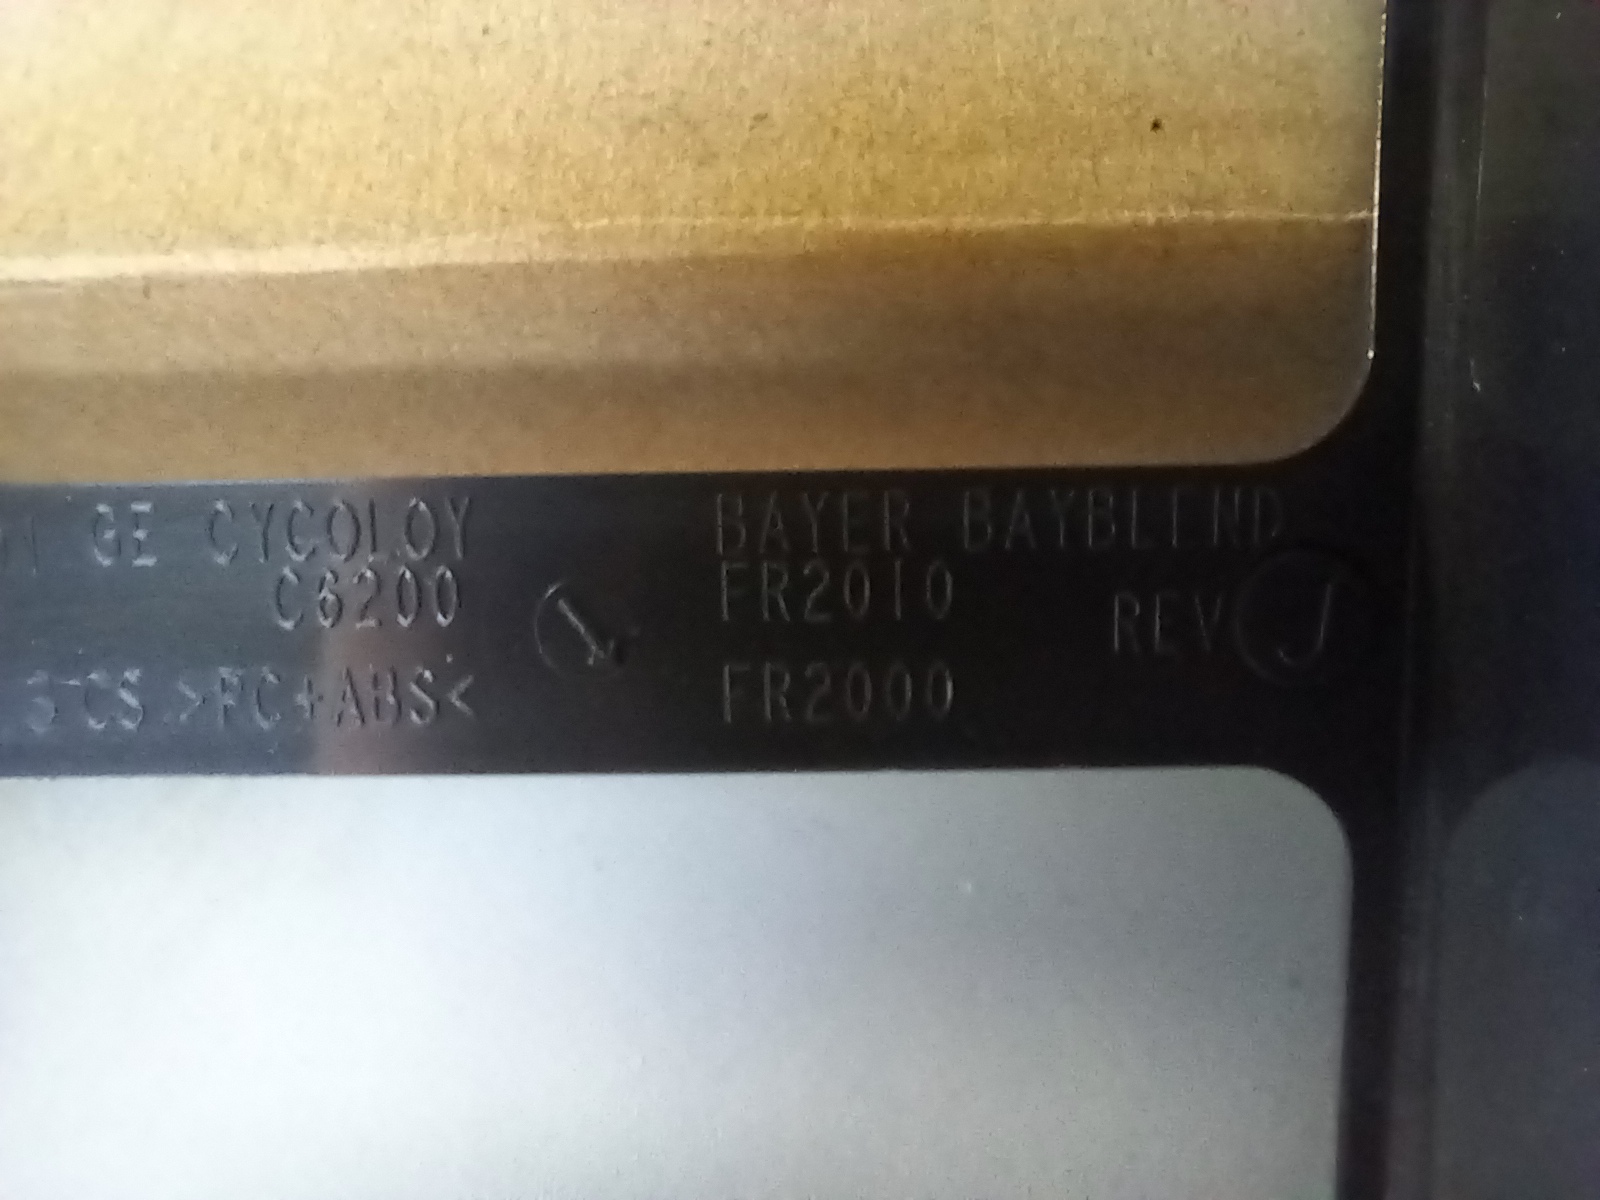 GE CYCOLOY BAYER BAYBLEND
C6200 FR2010 REV J
>PC+ABS< FR2000